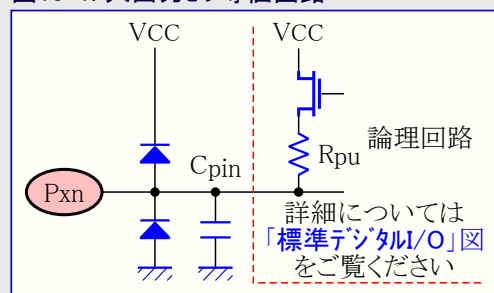 VCC
VCC
論理回路
Rpu
Cpin
Pxn
詳細については
「標準デジタルI/O」図
をご覧ください